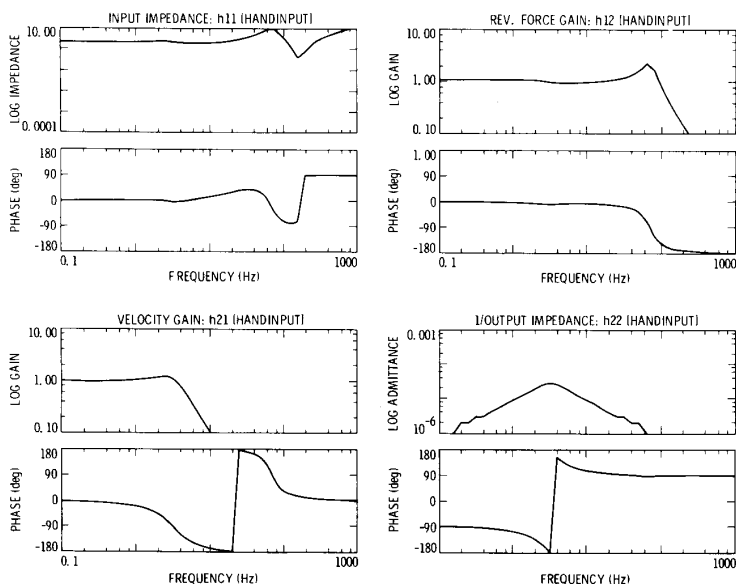 INPUT IMPEDANCE: h11 (HANDINPUT)
10.00
LOG IMPEDANCE
0.0001
180
90
0
-90
-180
PHASE (deg)
0.1
1000
FREQUENCY (Hz)
REV. FORCE GAIN: h12 (HANDINPUT)
10.00
1.00
0.10
LOG GAIN
1.00
90
0
-90
-180
PHASE (deg)
0.1
1000
FREQUENCY (Hz)
VELOCITY GAIN: h21 (HANDINPUT)
10.00
1.00
0.10
LOG GAIN
180
90
0
-90
-180
PHASE (deg)
0.1
1000
FREQUENCY (Hz)
1/OUTPUT IMPEDANCE: h22 (HANDINPUT)
0.001
10-6
LOG ADMITTANCE
180
90
0
-90
-180
PHASE (deg)
0.1
1000
FREQUENCY (Hz)